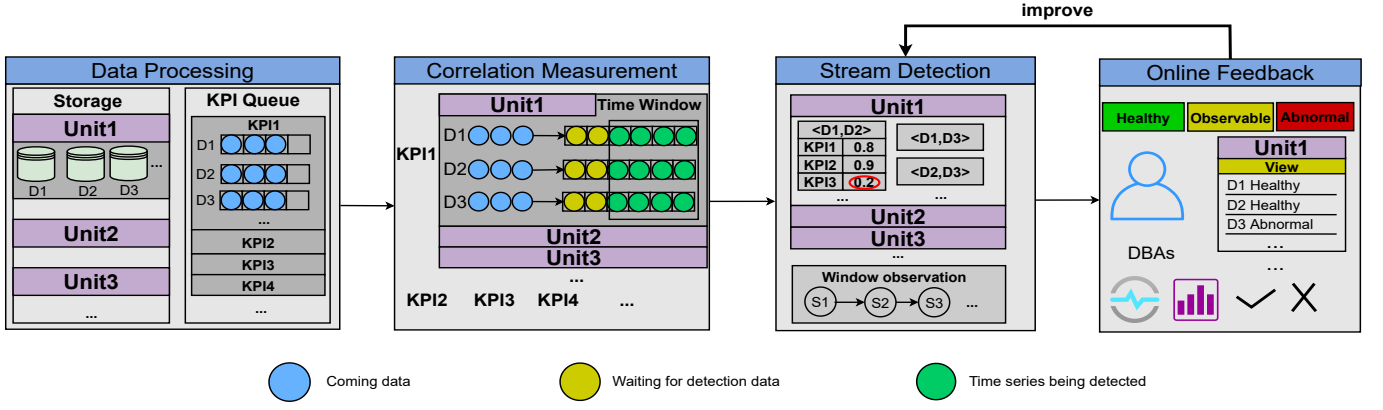 improve
Data Processing
Storage
Unit1
...
D1 D2 D3
Unit2
Unit3
...
KPI Queue
KPI1
D1
D2
D3
...
KPI2
KPI3
KPI4
...
Correlation Measurement
Unit1
Time Window
KPI1
D1
D2
D3
Unit2
Unit3
...
KPI2 KPI3 KPI4 ...
Stream Detection
Unit1
<D1,D2>
KPI1 0.8
KPI2 0.9
KPI3 0.2
...
<D1,D3>
<D2,D3>
...
Unit2
Unit3
...
Window observation
S1 S2 S3 ...
Online Feedback
Healthy Observable Abnormal
DBAs
Unit1
View
D1 Healthy
D2 Healthy
D3 Abnormal
...
...
Coming data
Waiting for detection data
Time series being detected